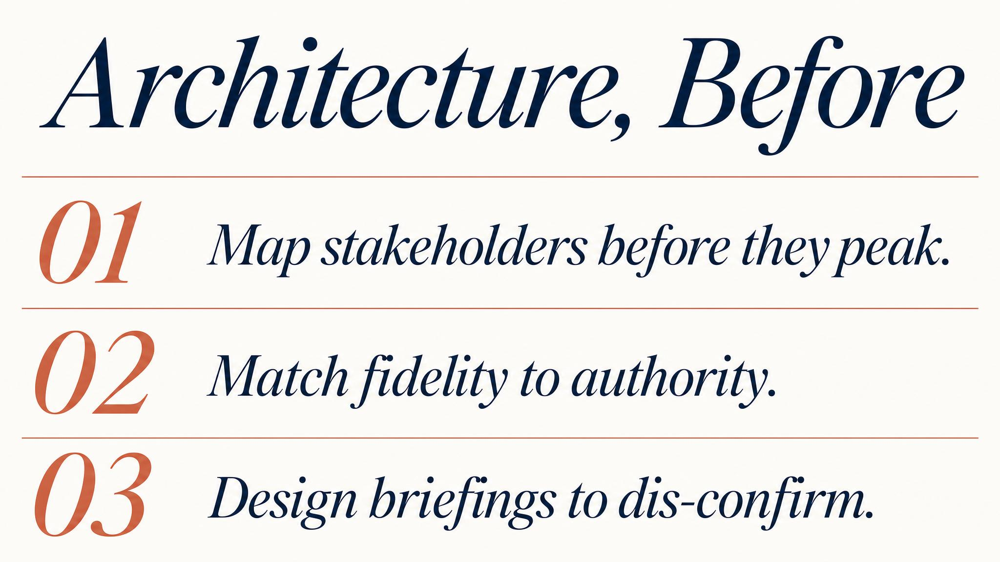 Architecture, Before
01 Map stakeholders before they peak.
02 Match fidelity to authority.
03 Design briefings to dis-confirm.